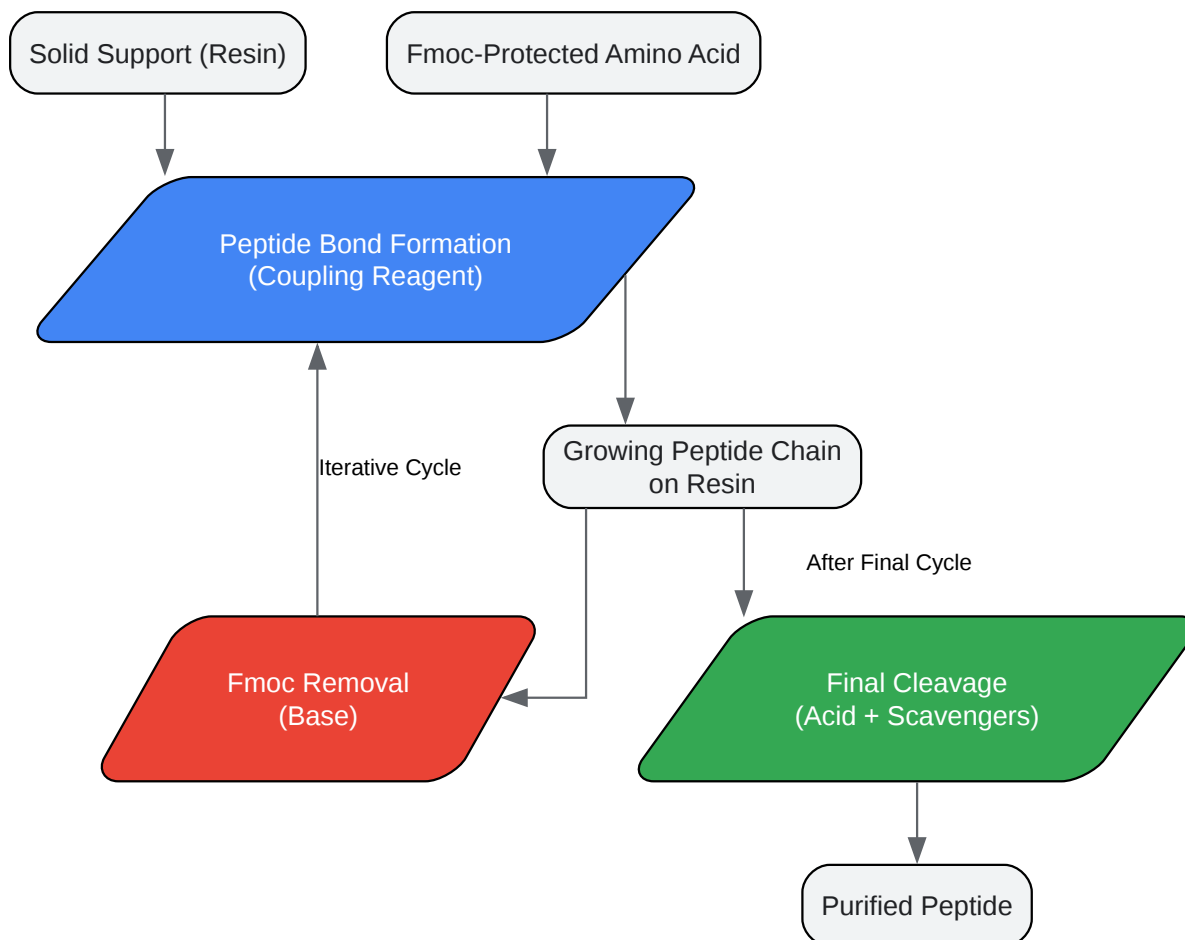 Solid Support (Resin)
Fmoc-Protected Amino Acid
Peptide Bond Formation
(Coupling Reagent)
Iterative Cycle
Growing Peptide Chain
on Resin
After Final Cycle
Fmoc Removal
(Base)
Final Cleavage
(Acid + Scavengers)
Purified Peptide